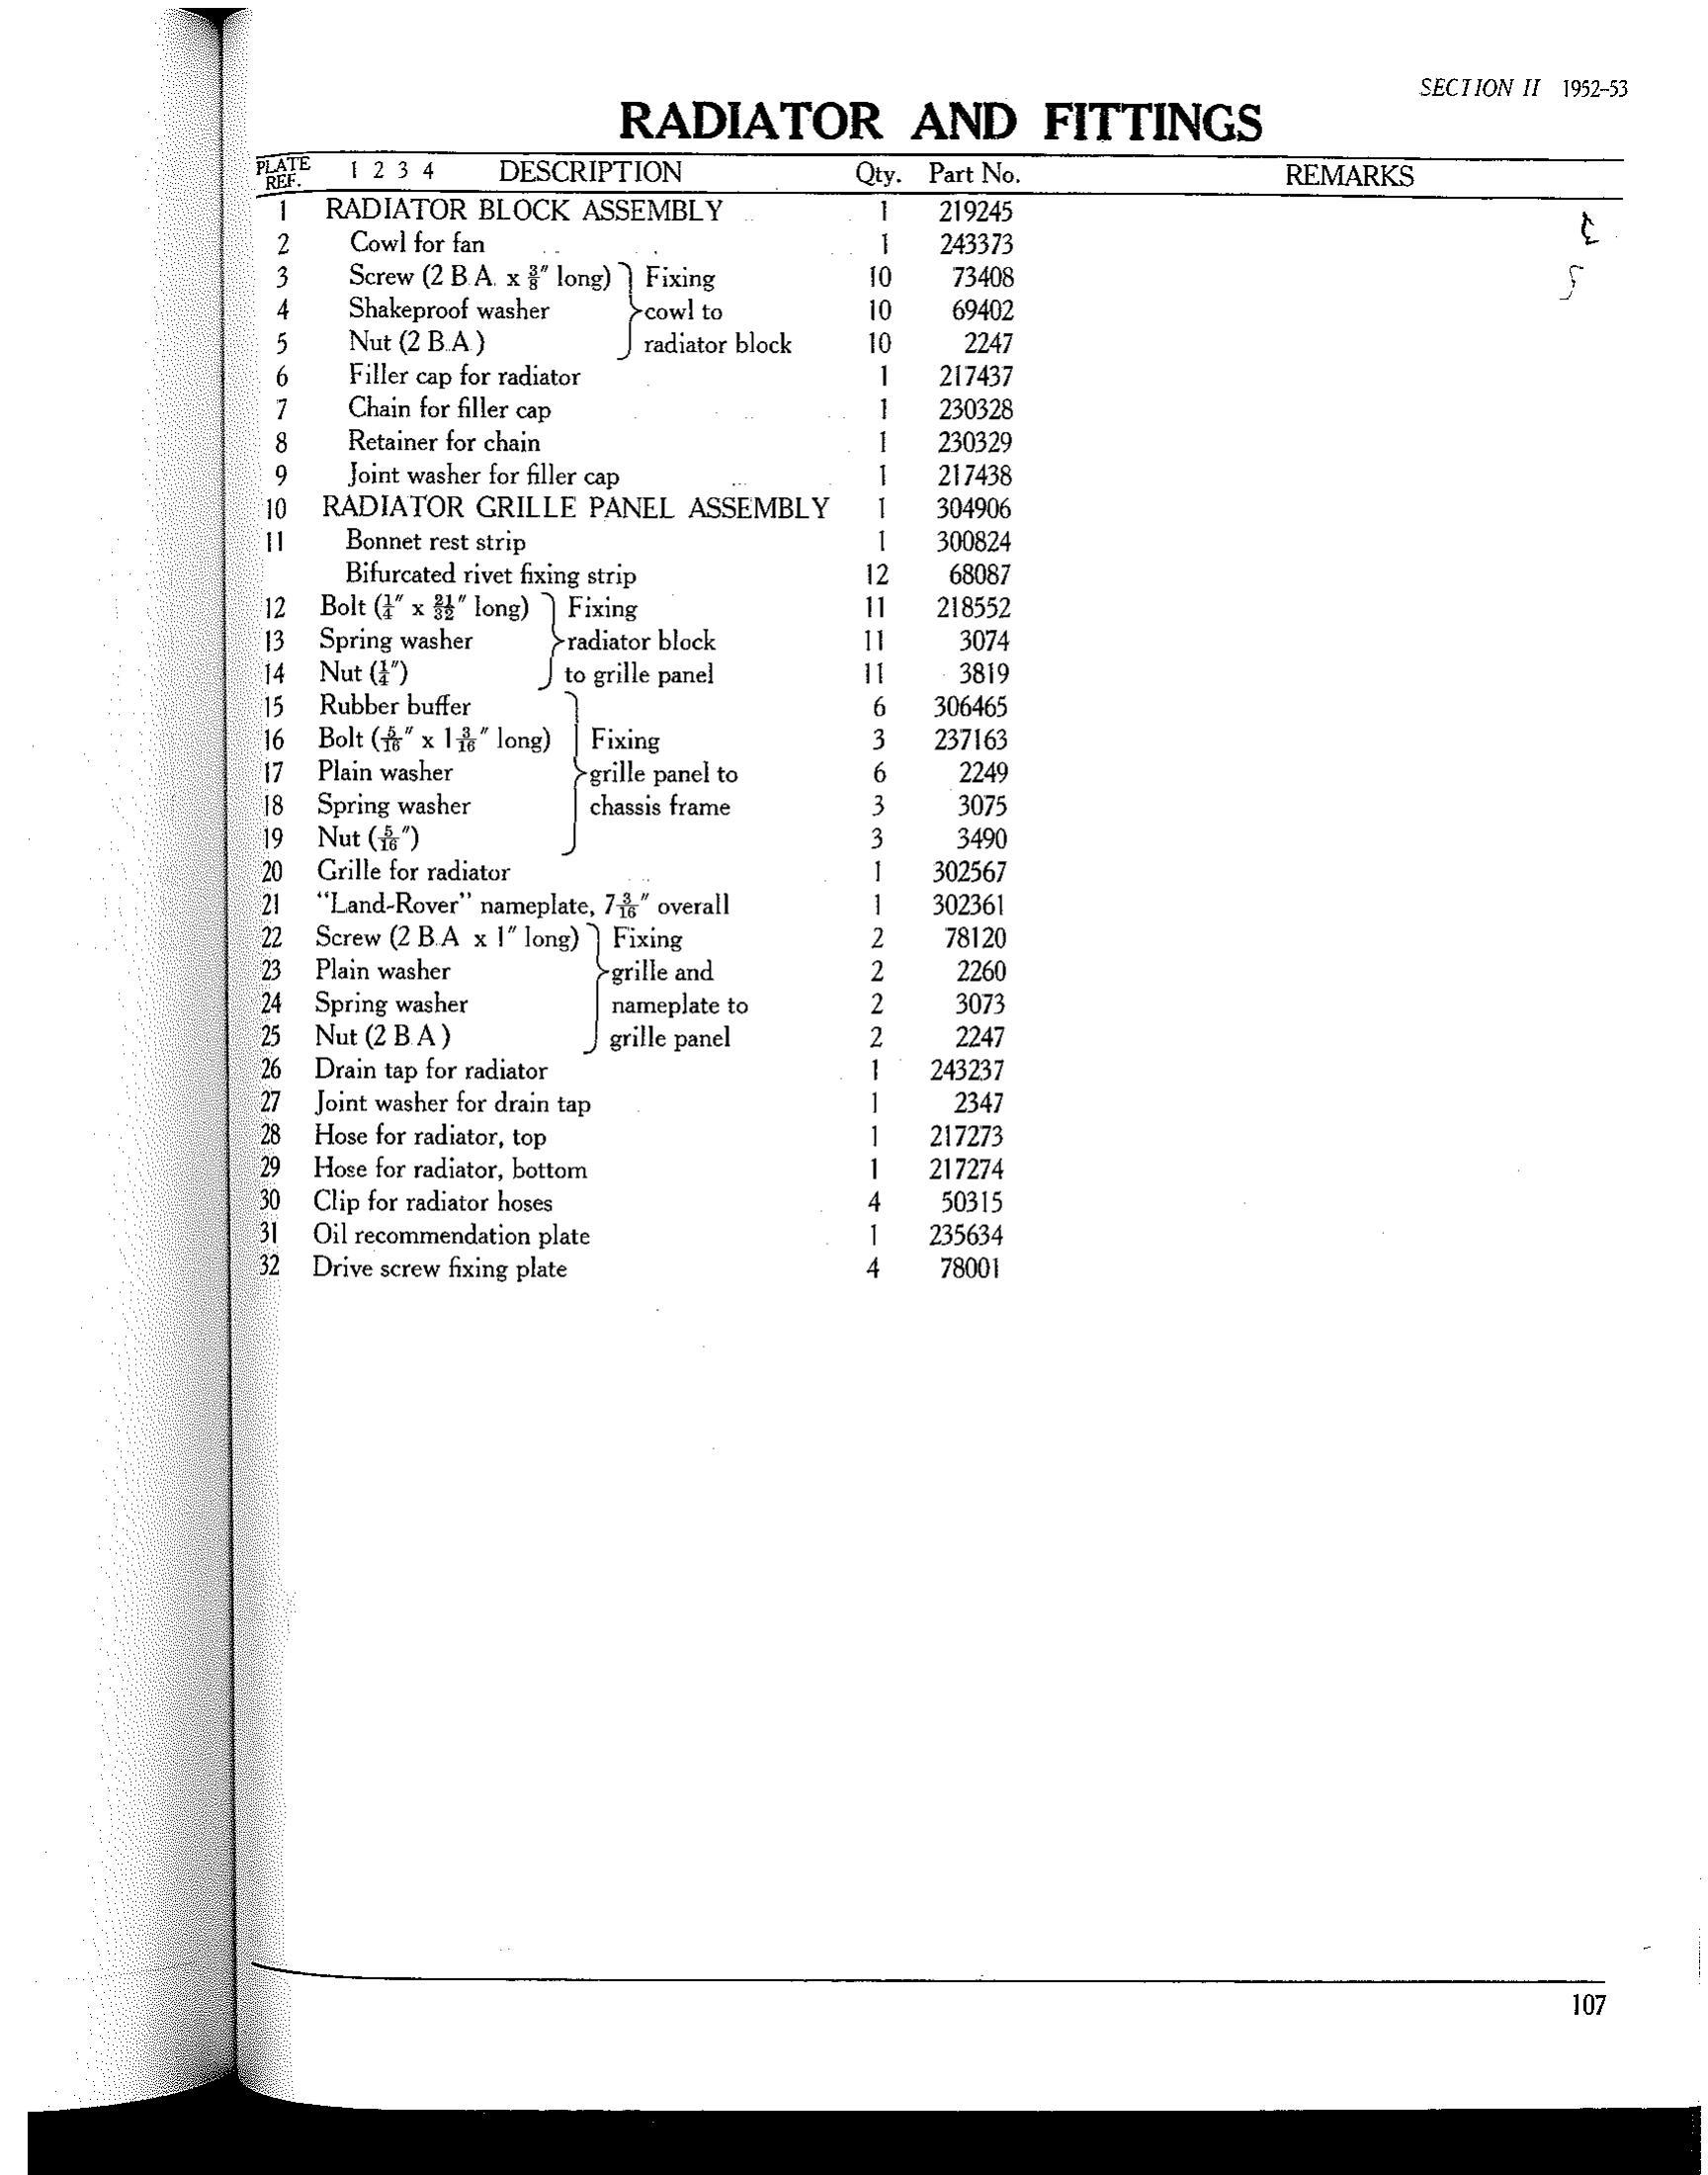 SECTION II 1952–53
RADIATOR AND FITTINGS
PLATE REF. 1 2 3 4 DESCRIPTION Qty. Part No. REMARKS
1 RADIATOR BLOCK ASSEMBLY 1 219245
2 Cowl for fan 1 243373
3 Screw (2 B.A. x 3/8″ long) Fixing 10 73408
4 Shakeproof washer cowl to 10 69402
5 Nut (2 B.A.) radiator block 10 2247
6 Filler cap for radiator 1 217437
7 Chain for filler cap 1 230328
8 Retainer for chain 1 230329
9 Joint washer for filler cap 1 217438
10 RADIATOR GRILLE PANEL ASSEMBLY 1 304906
11 Bonnet rest strip 1 300824
Bifurcated rivet fixing strip 12 68087
12 Bolt (1/4″ x 21/32″ long) Fixing 11 218552
13 Spring washer radiator block 11 3074
14 Nut (1/4″) to grille panel 11 3819
15 Rubber buffer 6 306465
16 Bolt (5/16″ x 1 3/16″ long) Fixing 3 237163
17 Plain washer grille panel to 6 2249
18 Spring washer chassis frame 3 3075
19 Nut (5/16″) 3 3490
20 Grille for radiator 1 302567
21 “Land-Rover” nameplate, 7 3/16″ overall 1 302361
22 Screw (2 B.A x 1″ long) Fixing 2 78120
23 Plain washer grille and 2 2260
24 Spring washer nameplate to 2 3073
25 Nut (2 B.A) grille panel 2 2247
26 Drain tap for radiator 1 243237
27 Joint washer for drain tap 1 2347
28 Hose for radiator, top 1 217273
29 Hose for radiator, bottom 1 217274
30 Clip for radiator hoses 4 50315
31 Oil recommendation plate 1 235634
32 Drive screw fixing plate 4 78001
107